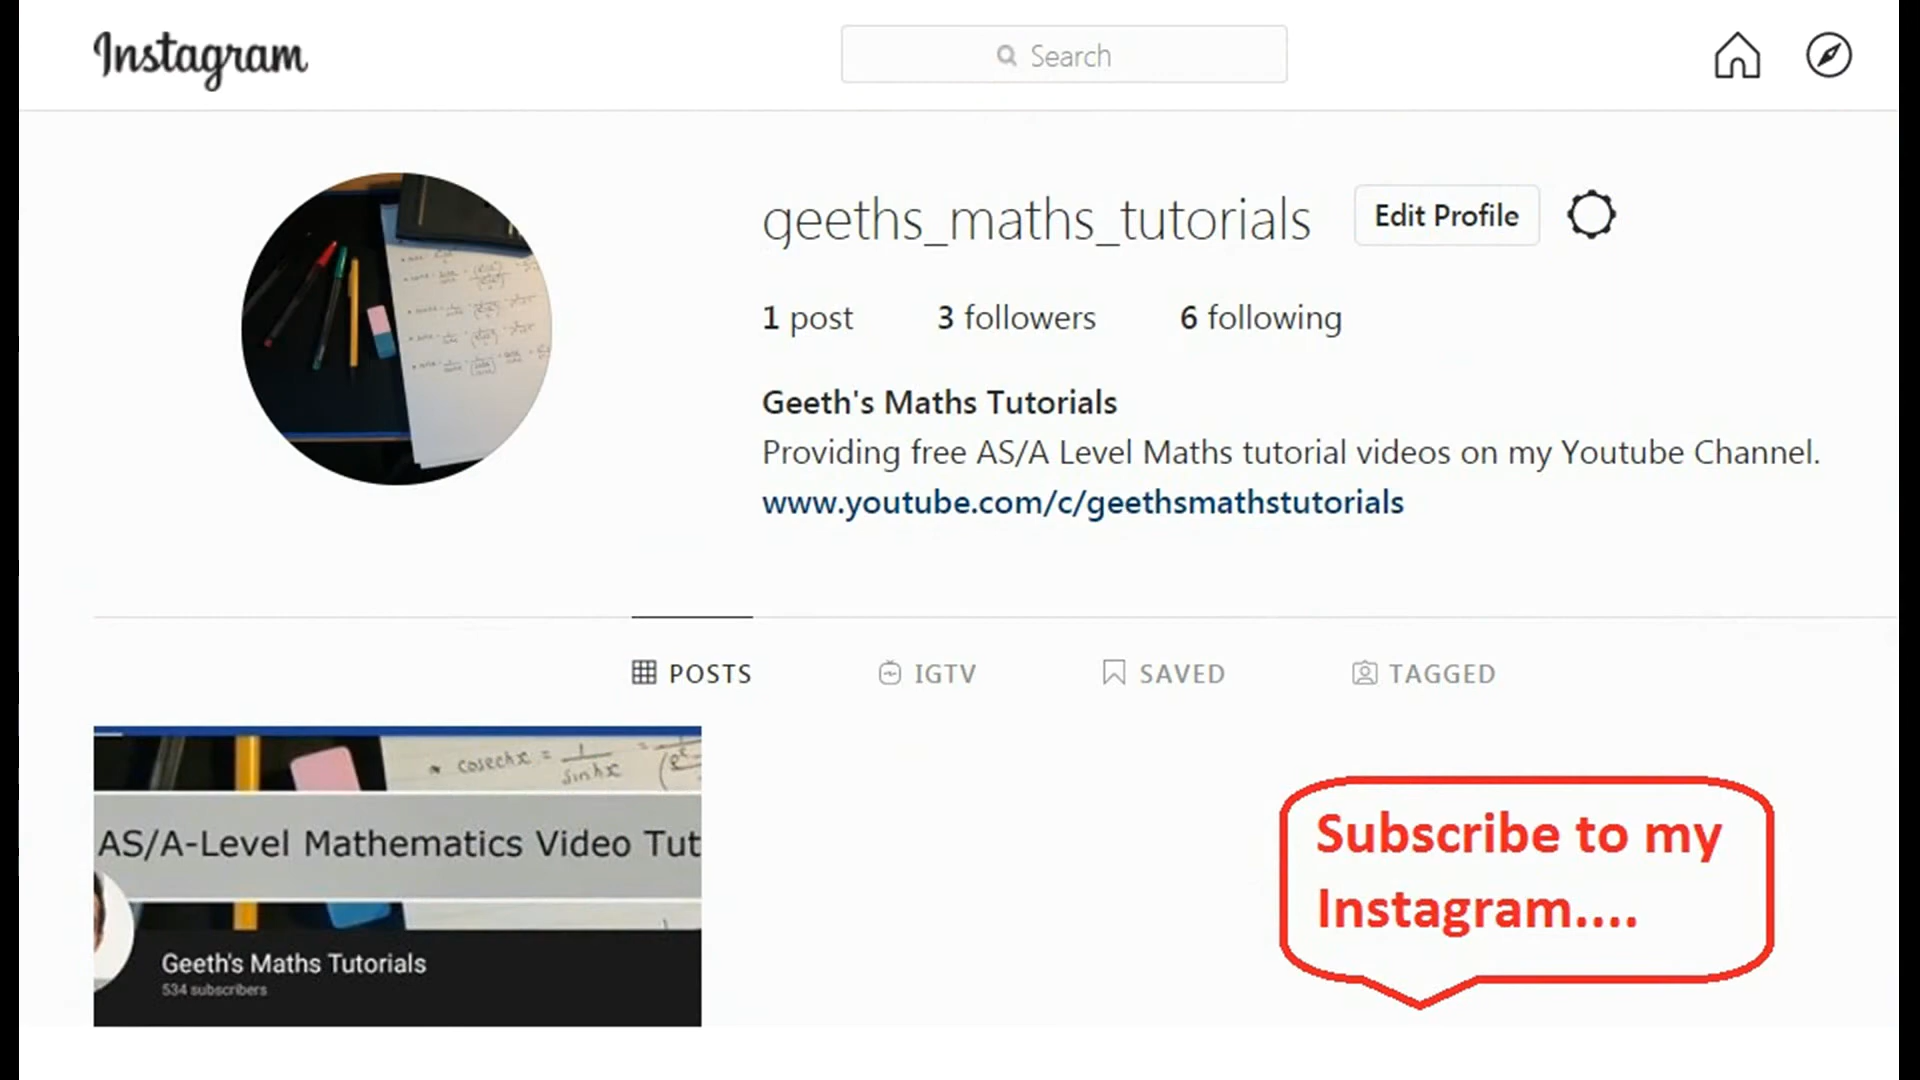 Instagram
Search
geeths_maths_tutorials
Edit Profile
1 post 3 followers 6 following
Geeth's Maths Tutorials
Providing free AS/A Level Maths tutorial videos on my Youtube Channel.
www.youtube.com/c/geethsmathstutorials
POSTS IGTV SAVED TAGGED
cosechx = 1/sinhx =
AS/A-Level Mathematics Video Tut
Geeth's Maths Tutorials
534 subscribers
Subscribe to my
Instagram....